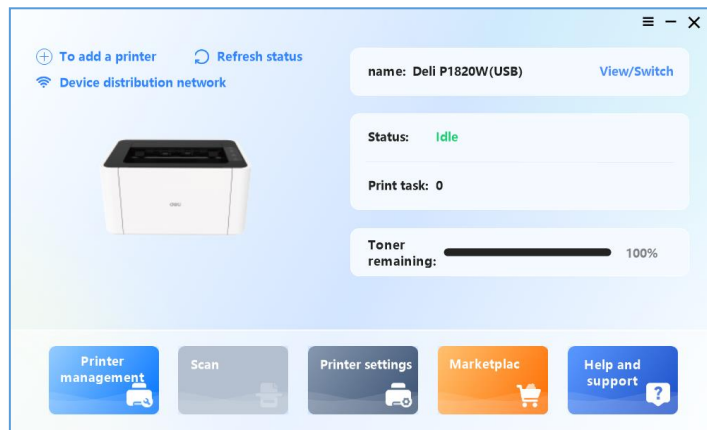 To add a printer
Refresh status
Device distribution network
name: Deli P1820W(USB)
View/Switch
Status: Idle
Print task: 0
Toner
remaining:
100%
Printer
management
Scan
Printer settings
Marketplac
Help and
support
?